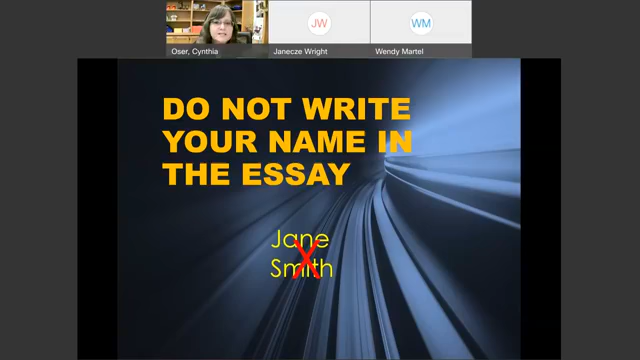 JW
WM
Oser, Cynthia
Janecze Wright
Wendy Martel
DO NOT WRITE
YOUR NAME IN
THE ESSAY
Jane
Smith